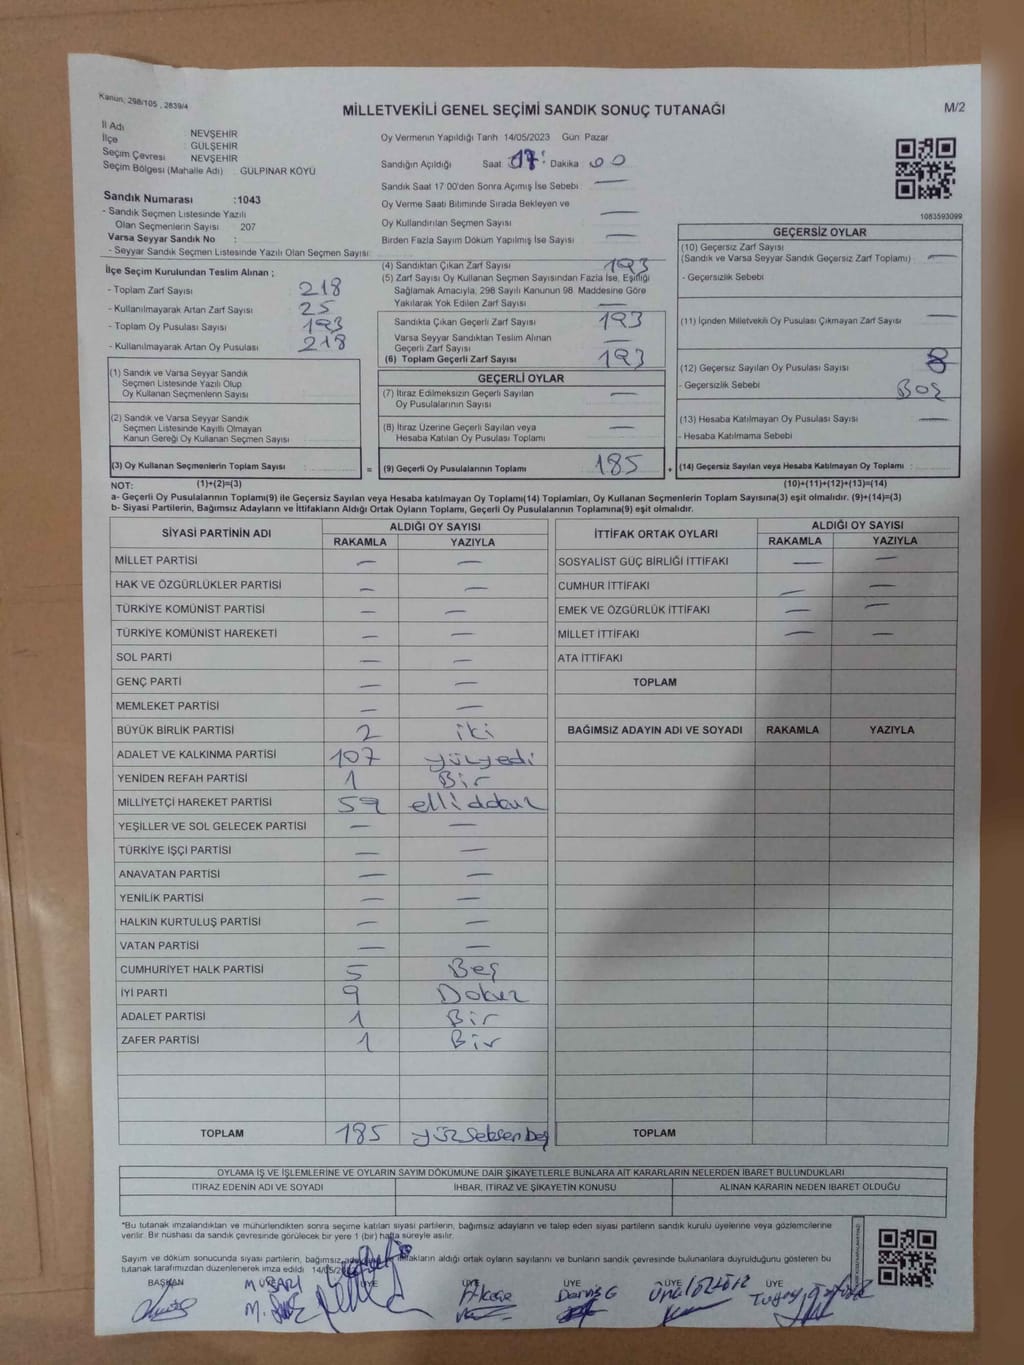 Kanun, 298/105 , 2839/4
MİLLETVEKİLİ GENEL SEÇİMİ SANDIK SONUÇ TUTANAĞI
M/2
İl Adı : NEVŞEHİR
İlçe : GÜLŞEHİR
Seçim Çevresi : NEVŞEHİR
Seçim Bölgesi (Mahalle Adı) : GÜLPINAR KÖYÜ
Sandık Numarası :1043
- Sandık Seçmen Listesinde Yazılı
Olan Seçmenlerin Sayısı 207
Varsa Seyyar Sandık No :
- Seyyar Sandık Seçmen Listesinde Yazılı Olan Seçmen Sayısı:
Oy Vermenin Yapıldığı Tarih 14/05/2023 Gün Pazar
Sandığın Açıldığı Saat 17: Dakika 00
Sandık Saat 17 00'den Sonra Açımış İse Sebebi —
Oy Verme Saati Bitiminde Sırada Bekleyen ve
Oy Kullandırılan Seçmen Sayısı —
Birden Fazla Sayım Döküm Yapılmış İse Sayısı —
1083593099
İlçe Seçim Kurulundan Teslim Alınan ;
- Toplam Zarf Sayısı 218
- Kullanılmayarak Artan Zarf Sayısı 25
- Toplam Oy Pusulası Sayısı 193
- Kullanılmayarak Artan Oy Pusulası 218
(1) Sandık ve Varsa Seyyar Sandık
Seçmen Listesinde Yazılı Olup
Oy Kullanan Seçmenlerin Sayısı
(2) Sandık ve Varsa Seyyar Sandık
Seçmen Listesinde Kayıtlı Olmayan
Kanun Gereği Oy Kullanan Seçmen Sayısı
(3) Oy Kullanan Seçmenlerin Toplam Sayısı :
(4) Sandıktan Çıkan Zarf Sayısı 193
(5) Zarf Sayısı Oy Kullanan Seçmen Sayısından Fazla İse, Eşitliği
Sağlamak Amacıyla, 298 Sayılı Kanunun 98. Maddesine Göre
Yakılarak Yok Edilen Zarf Sayısı —
Sandıkta Çıkan Geçerli Zarf Sayısı 193
Varsa Seyyar Sandıktan Teslim Alınan
Geçerli Zarf Sayısı —
(6) Toplam Geçerli Zarf Sayısı 193
GEÇERLİ OYLAR
(7) İtiraz Edilmeksizin Geçerli Sayılan
Oy Pusulalarının Sayısı —
(8) İtiraz Üzerine Geçerli Sayılan veya
Hesaba Katılan Oy Pusulası Toplamı —
= (9) Geçerli Oy Pusulalarının Toplamı 185 +
GEÇERSİZ OYLAR
(10) Geçersiz Zarf Sayısı
(Sandık ve Varsa Seyyar Sandık Geçersiz Zarf Toplamı) —
- Geçersizlik Sebebi
(11) İçinden Milletvekili Oy Pusulası Çıkmayan Zarf Sayısı —
(12) Geçersiz Sayılan Oy Pusulası Sayısı 8
- Geçersizlik Sebebi Boş
(13) Hesaba Katılmayan Oy Pusulası Sayısı —
- Hesaba Katılmama Sebebi
(14) Geçersiz Sayılan veya Hesaba Katılmayan Oy Toplamı :
NOT: (1)+(2)=(3) (10)+(11)+(12)+(13)=(14)
a- Geçerli Oy Pusulalarının Toplamı(9) ile Geçersiz Sayılan veya Hesaba katılmayan Oy Toplamı(14) Toplamları, Oy Kullanan Seçmenlerin Toplam Sayısına(3) eşit olmalıdır. (9)+(14)=(3)
b- Siyasi Partilerin, Bağımsız Adayların ve İttifakların Aldığı Ortak Oyların Toplamı, Geçerli Oy Pusulalarının Toplamına(9) eşit olmalıdır.
SİYASİ PARTİNİN ADI ALDIĞI OY SAYISI
RAKAMLA YAZIYLA
MİLLET PARTİSİ — —
HAK VE ÖZGÜRLÜKLER PARTİSİ — —
TÜRKİYE KOMÜNİST PARTİSİ — —
TÜRKİYE KOMÜNİST HAREKETİ — —
SOL PARTİ — —
GENÇ PARTİ — —
MEMLEKET PARTİSİ — —
BÜYÜK BİRLİK PARTİSİ 2 iki
ADALET VE KALKINMA PARTİSİ 107 yüzyedi
YENİDEN REFAH PARTİSİ 1 Bir
MİLLİYETÇİ HAREKET PARTİSİ 59 ellidokuz
YEŞİLLER VE SOL GELECEK PARTİSİ — —
TÜRKİYE İŞÇİ PARTİSİ — —
ANAVATAN PARTİSİ — —
YENİLİK PARTİSİ — —
HALKIN KURTULUŞ PARTİSİ — —
VATAN PARTİSİ — —
CUMHURİYET HALK PARTİSİ 5 Beş
İYİ PARTİ 9 Dokuz
ADALET PARTİSİ 1 Bir
ZAFER PARTİSİ 1 Bir
TOPLAM 185 yüz seksen beş
İTTİFAK ORTAK OYLARI ALDIĞI OY SAYISI
RAKAMLA YAZIYLA
SOSYALİST GÜÇ BİRLİĞİ İTTİFAKI — —
CUMHUR İTTİFAKI — —
EMEK VE ÖZGÜRLÜK İTTİFAKI — —
MİLLET İTTİFAKI — —
ATA İTTİFAKI
TOPLAM
BAĞIMSIZ ADAYIN ADI VE SOYADI RAKAMLA YAZIYLA
TOPLAM
OYLAMA İŞ VE İŞLEMLERİNE VE OYLARIN SAYIM DÖKÜMÜNE DAİR ŞİKAYETLERLE BUNLARA AİT KARARLARIN NELERDEN İBARET BULUNDUKLARI
İTİRAZ EDENİN ADI VE SOYADI İHBAR, İTİRAZ VE ŞİKAYETİN KONUSU ALINAN KARARIN NEDEN İBARET OLDUĞU
*Bu tutanak imzalandıktan ve mühürlendikten sonra seçime katılan siyasi partilerin, bağımsız adayların ve talep eden siyasi partilerin sandık kurulu üyelerine veya gözlemcilerine
verilir. Bir nüshası da sandık çevresinde görülecek bir yere 1 (bir) hafta süreyle asılır.
Sayım ve döküm sonucunda siyasi partilerin, bağımsız aldığı ortak oyların sayılarını ve bunların sandık çevresinde bulunanlara duyrulduğunu gösteren bu
tutanak tarafımızdan düzenlenerek imza edildi 14/05/
BAŞKAN ÜYE ÜYE ÜYE ÜYE ÜYE